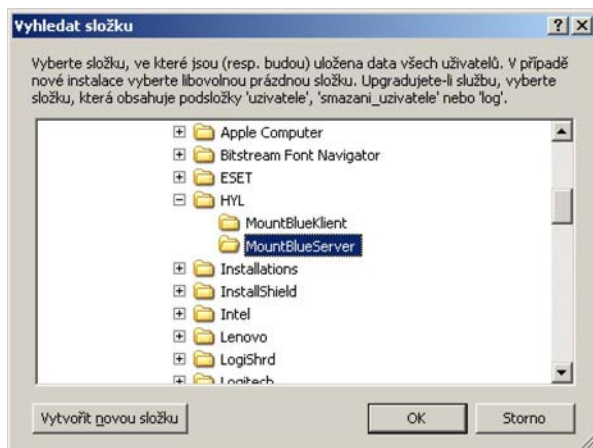 Vyhledat složku
Vyberte složku, ve které jsou (resp. budou) uložena data všech uživatelů. V případě
nové instalace vyberte libovolnou prázdnou složku. Upgradujete-li službu, vyberte
složku, která obsahuje podsložky 'uzivatele', 'smazani_uzivatele' nebo 'log'.
Apple Computer
Bitstream Font Navigator
ESET
HYL
MountBlueKlient
MountBlueServer
Installations
InstallShield
Intel
Lenovo
LogiShrd
Logitech
Vytvořit novou složku
OK
Storno